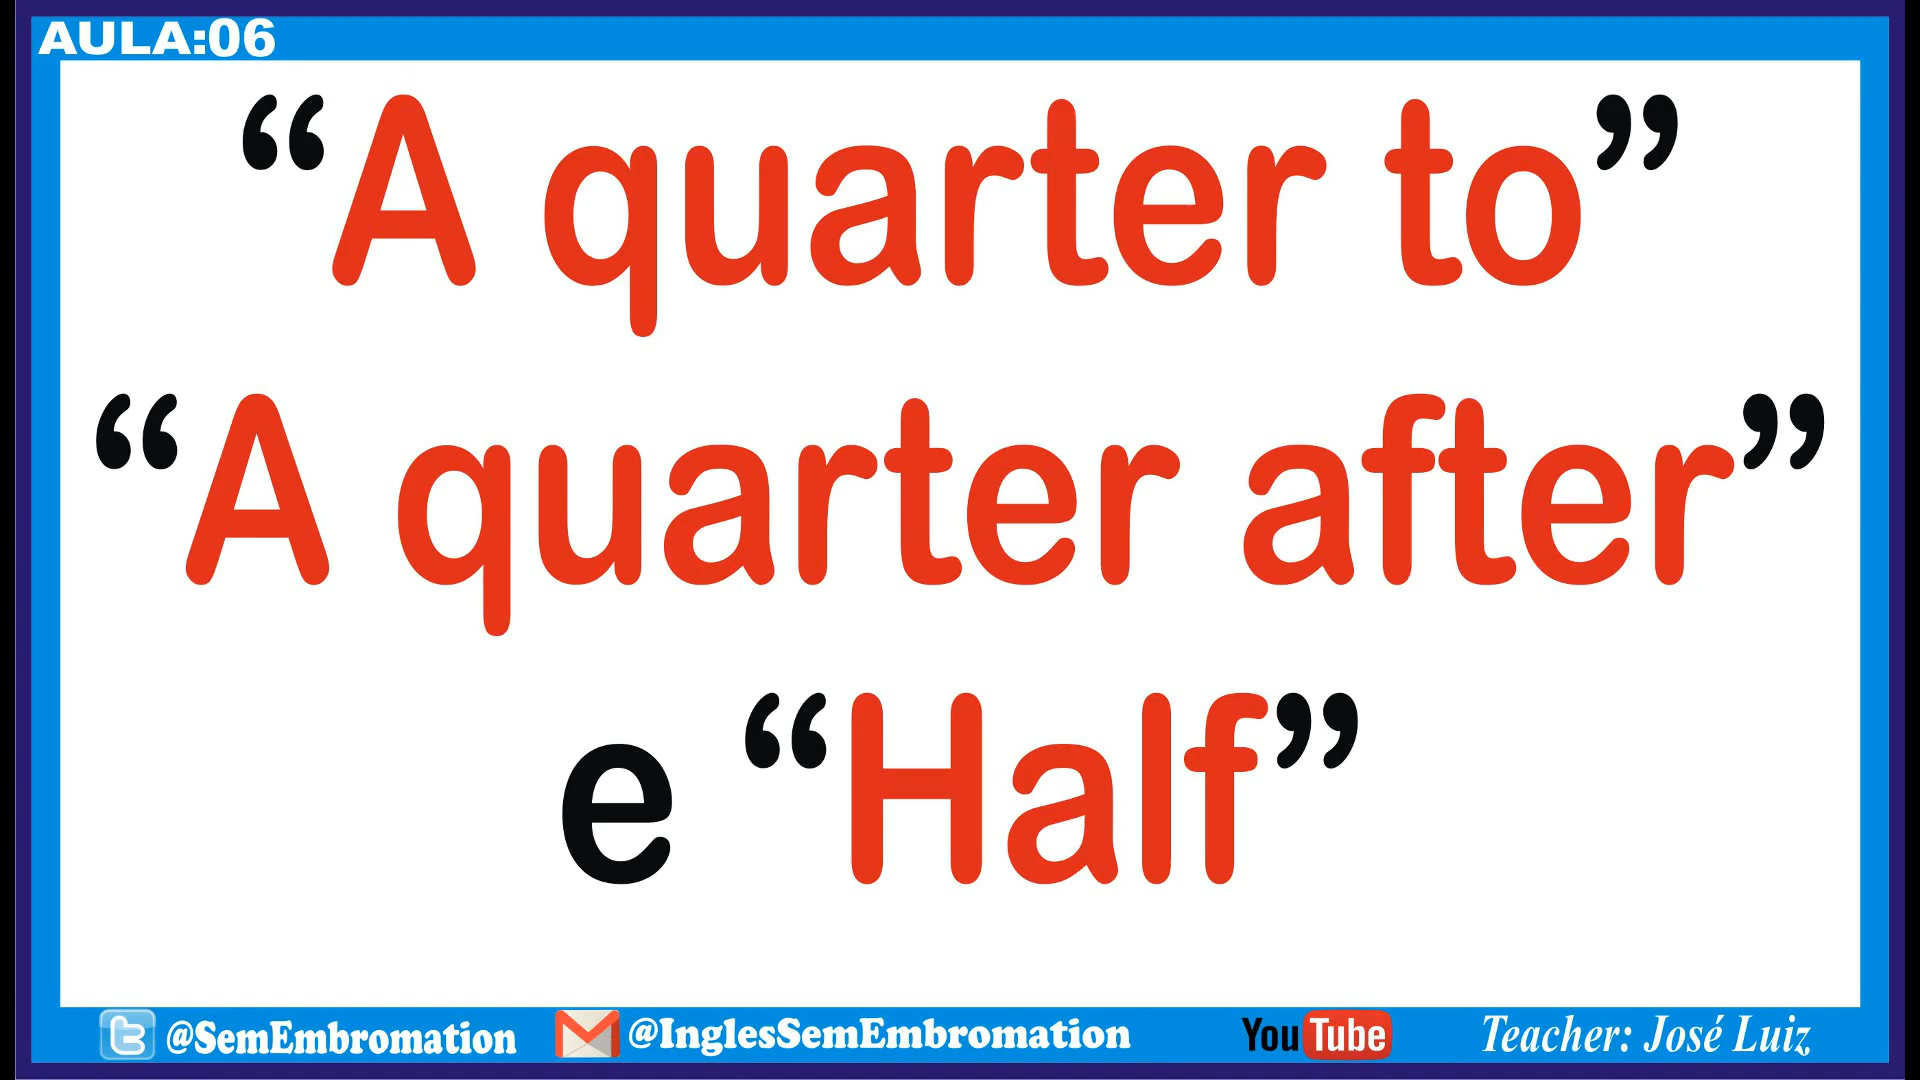 AULA:06
“A quarter to”
“A quarter after”
e “Half”
@SemEmbromation @InglesSemEmbromation YouTube Teacher: José Luiz